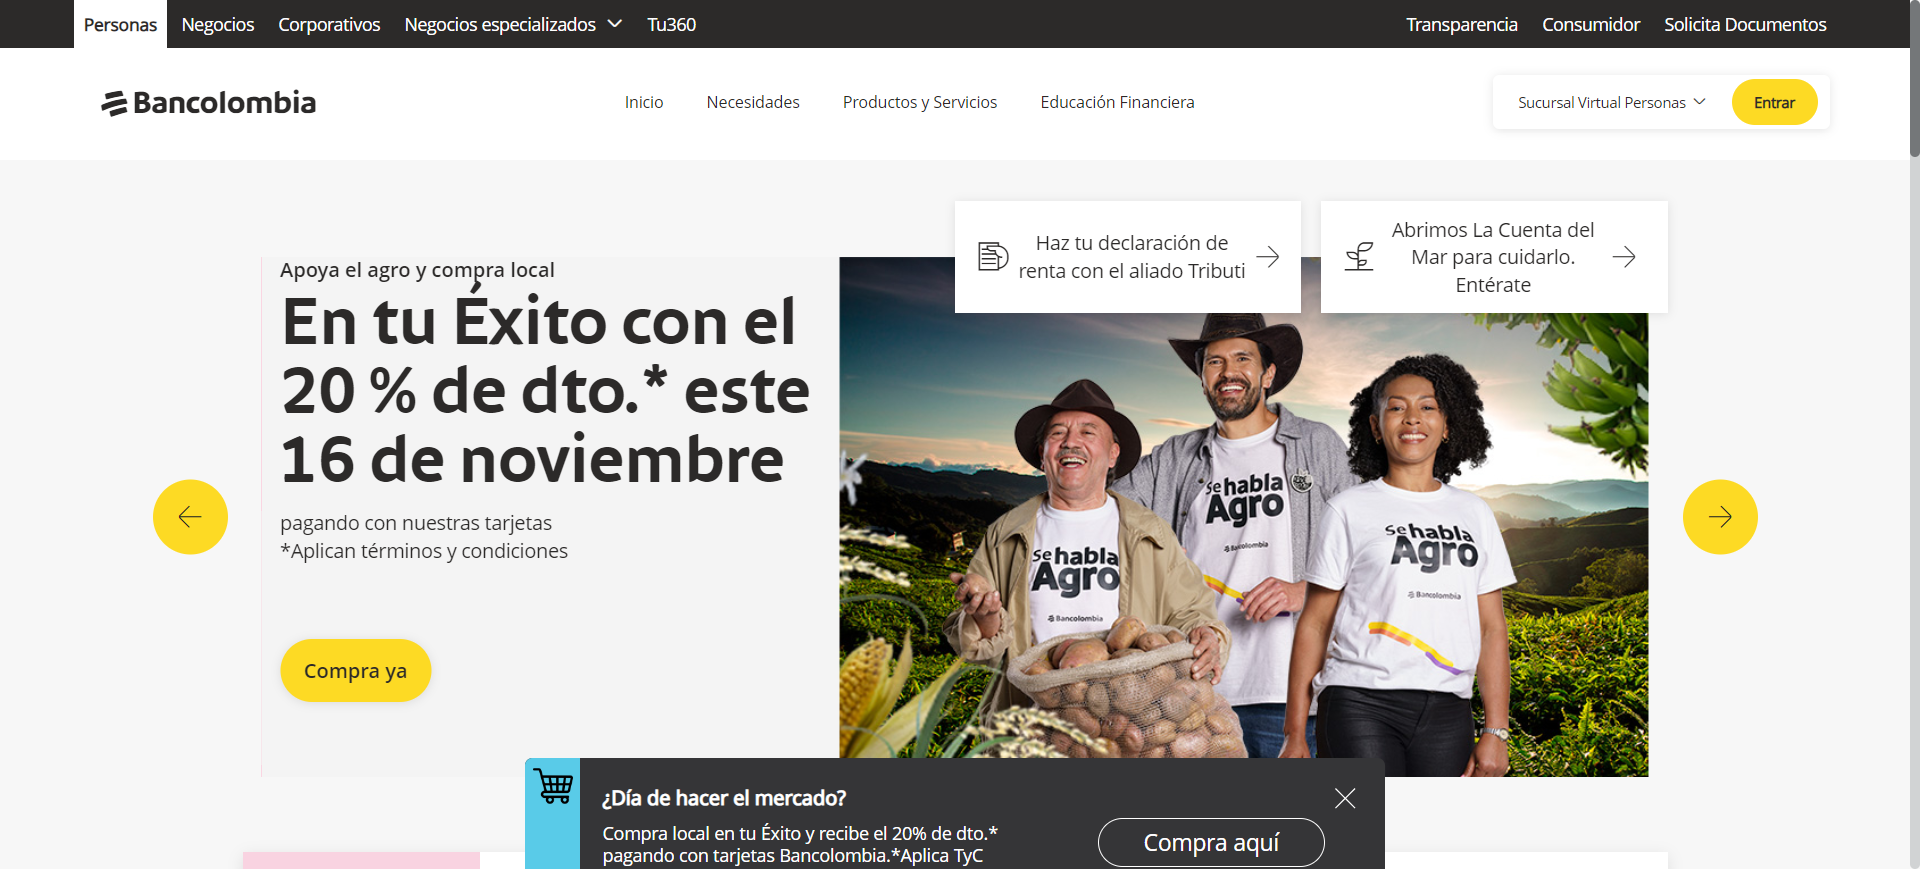 Personas
Negocios
Corporativos
Negocios especializados
Tu360
Transparencia
Consumidor
Solicita Documentos
Bancolombia
Inicio
Necesidades
Productos y Servicios
Educación Financiera
Sucursal Virtual Personas
Entrar
Haz tu declaración de
renta con el aliado Tributi
Abrimos La Cuenta del
Mar para cuidarlo.
Entérate
Apoya el agro y compra local
En tu Éxito con el
20 % de dto.* este
16 de noviembre
pagando con nuestras tarjetas
*Aplican términos y condiciones
Compra ya
Se habla
Agro
Bancolombia
Se habla
Agro
Bancolombia
Se habla
Agro
Bancolombia
¿Día de hacer el mercado?
Compra local en tu Éxito y recibe el 20% de dto.*
pagando con tarjetas Bancolombia.*Aplica TyC
Compra aquí